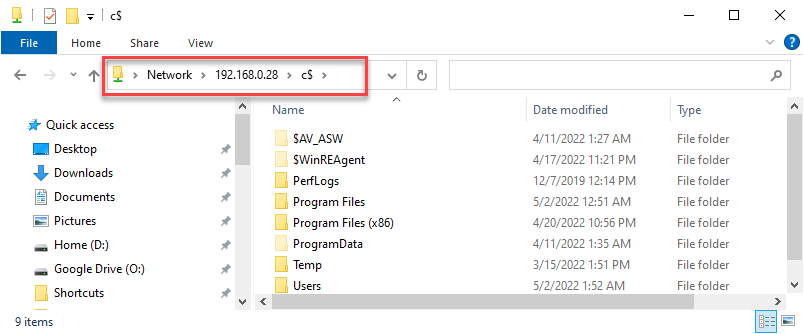 c$
File Home Share View
Network 192.168.0.28 c$
Name Date modified Type
Quick access
Desktop
Downloads
Documents
Pictures
Home (D:)
Google Drive (O:)
Shortcuts
$AV_ASW 4/11/2022 1:27 AM File folder
$WinREAgent 4/17/2022 11:21 PM File folder
PerfLogs 12/7/2019 12:14 PM File folder
Program Files 5/2/2022 12:51 AM File folder
Program Files (x86) 4/20/2022 10:56 PM File folder
ProgramData 4/11/2022 1:35 AM File folder
Temp 3/15/2022 1:51 PM File folder
Users 5/2/2022 1:52 AM File folder
9 items